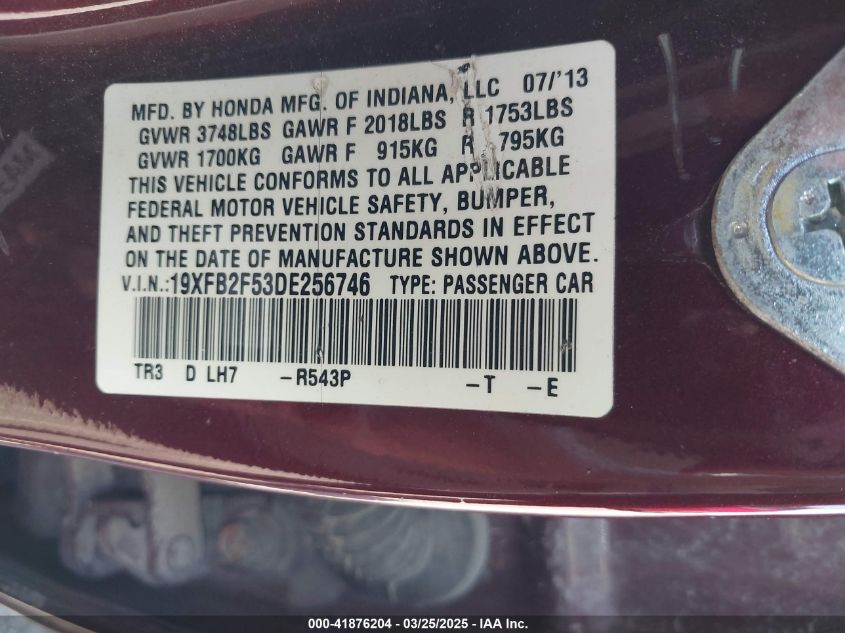 MFD. BY HONDA MFG. OF INDIANA, LLC 07/'13
GVWR 3748LBS GAWR F 2018LBS R 1753LBS
GVWR 1700KG GAWR F 915KG R 795KG
THIS VEHICLE CONFORMS TO ALL APPLICABLE
FEDERAL MOTOR VEHICLE SAFETY, BUMPER,
AND THEFT PREVENTION STANDARDS IN EFFECT
ON THE DATE OF MANUFACTURE SHOWN ABOVE.
V.I.N.:19XFB2F53DE256746 TYPE: PASSENGER CAR
TR3 D LH7 -R543P -T -E
000-41876204 / 03/25/2025 - IAA Inc.